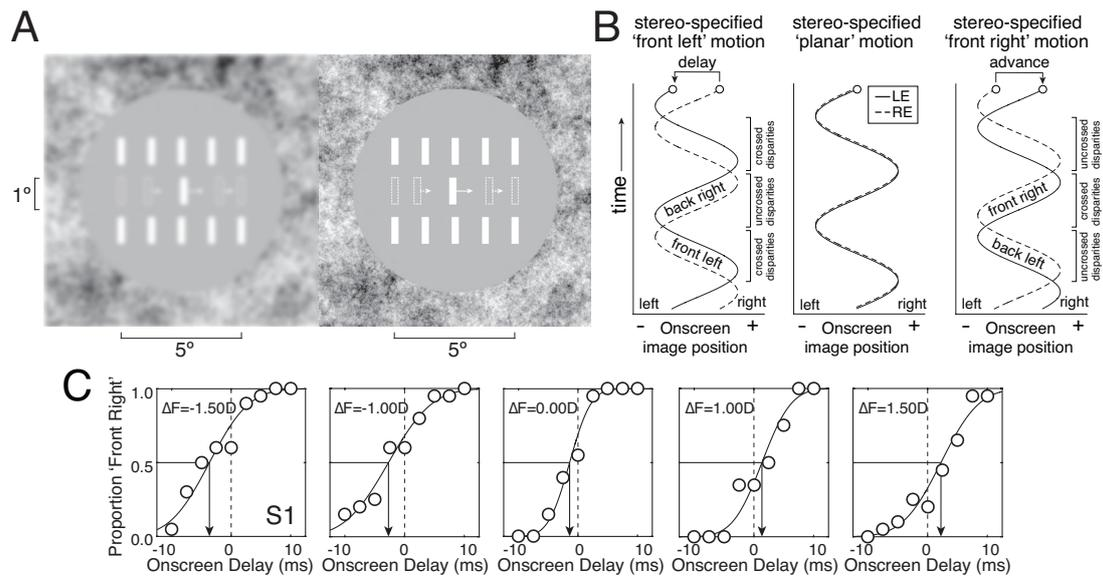 A
1º
5º
5º
B
stereo-specified
'front left' motion
delay
stereo-specified
'planar' motion
stereo-specified
'front right' motion
advance
LE
RE
time
back right
front left
crossed
disparities
uncrossed
disparities
crossed
disparities
front right
back left
uncrossed
disparities
crossed
disparities
uncrossed
disparities
left right
- Onscreen +
image position
left right
- Onscreen +
image position
left right
- Onscreen +
image position
C
Proportion 'Front Right'
1.0
0.5
0.0
ΔF=-1.50D
S1
-10 0 10
Onscreen Delay (ms)
ΔF=-1.00D
-10 0 10
Onscreen Delay (ms)
ΔF=0.00D
-10 0 10
Onscreen Delay (ms)
ΔF=1.00D
-10 0 10
Onscreen Delay (ms)
ΔF=1.50D
-10 0 10
Onscreen Delay (ms)